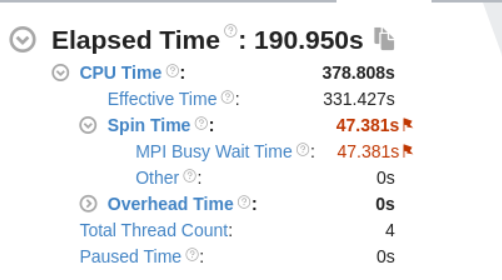 Elapsed Time: 190.950s
CPU Time: 378.808s
Effective Time: 331.427s
Spin Time: 47.381s
MPI Busy Wait Time: 47.381s
Other: 0s
Overhead Time: 0s
Total Thread Count: 4
Paused Time: 0s